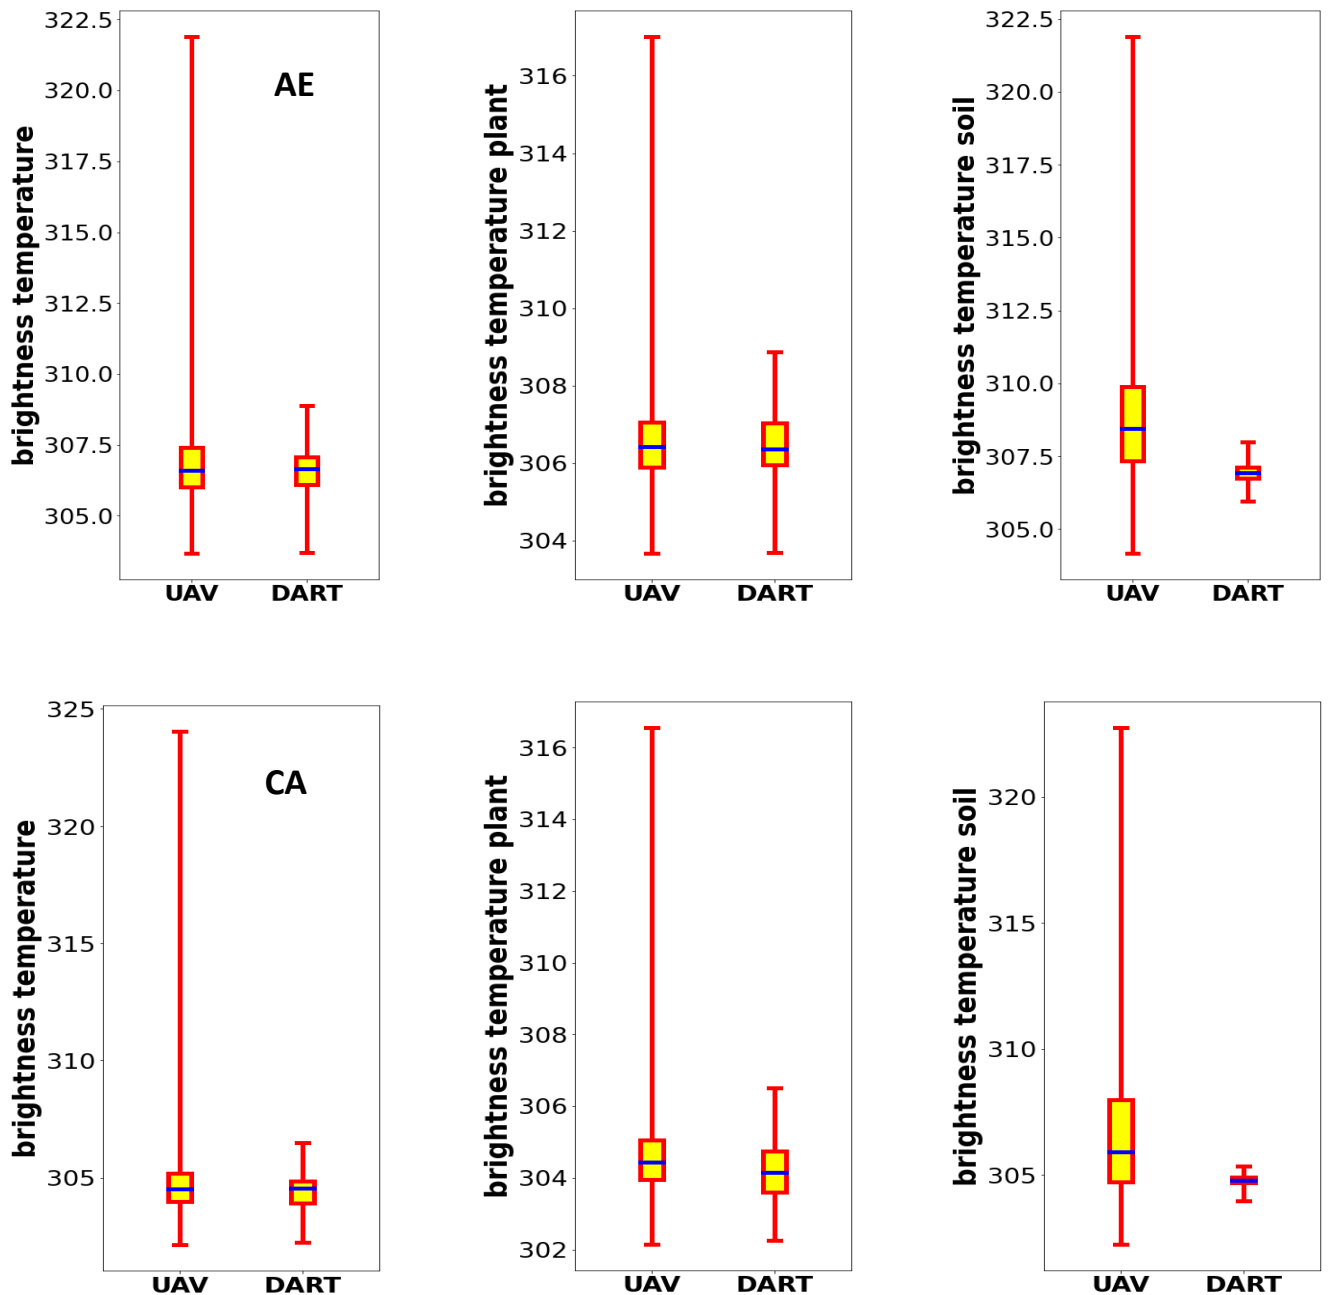 brightness temperature
322.5
320.0
317.5
315.0
312.5
310.0
307.5
305.0
AE
UAV DART
brightness temperature plant
316
314
312
310
308
306
304
UAV DART
brightness temperature soil
322.5
320.0
317.5
315.0
312.5
310.0
307.5
305.0
UAV DART
brightness temperature
325
320
315
310
305
CA
UAV DART
brightness temperature plant
316
314
312
310
308
306
304
302
UAV DART
brightness temperature soil
320
315
310
305
UAV DART